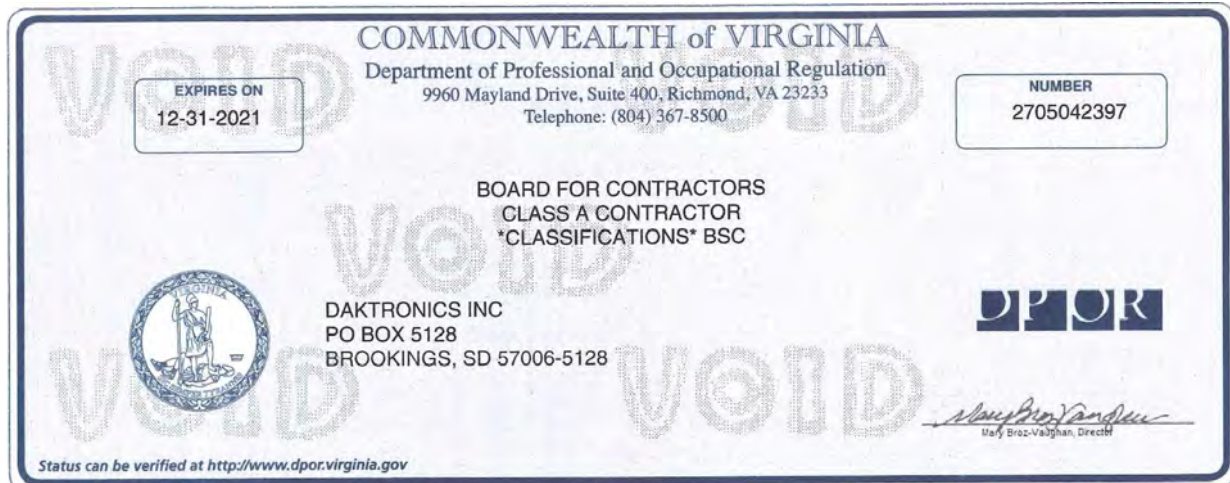 COMMONWEALTH of VIRGINIA
Department of Professional and Occupational Regulation
9960 Mayland Drive, Suite 400, Richmond, VA 23233
Telephone: (804) 367-8500
EXPIRES ON
12-31-2021
NUMBER
2705042397
VOID
VOID
BOARD FOR CONTRACTORS
CLASS A CONTRACTOR
*CLASSIFICATIONS* BSC
VOID
VIRGINIA
DAKTRONICS INC
PO BOX 5128
BROOKINGS, SD 57006-5128
DPOR
VOID
VOID
Mary Broz-Vaughan, Director
Status can be verified at http://www.dpor.virginia.gov